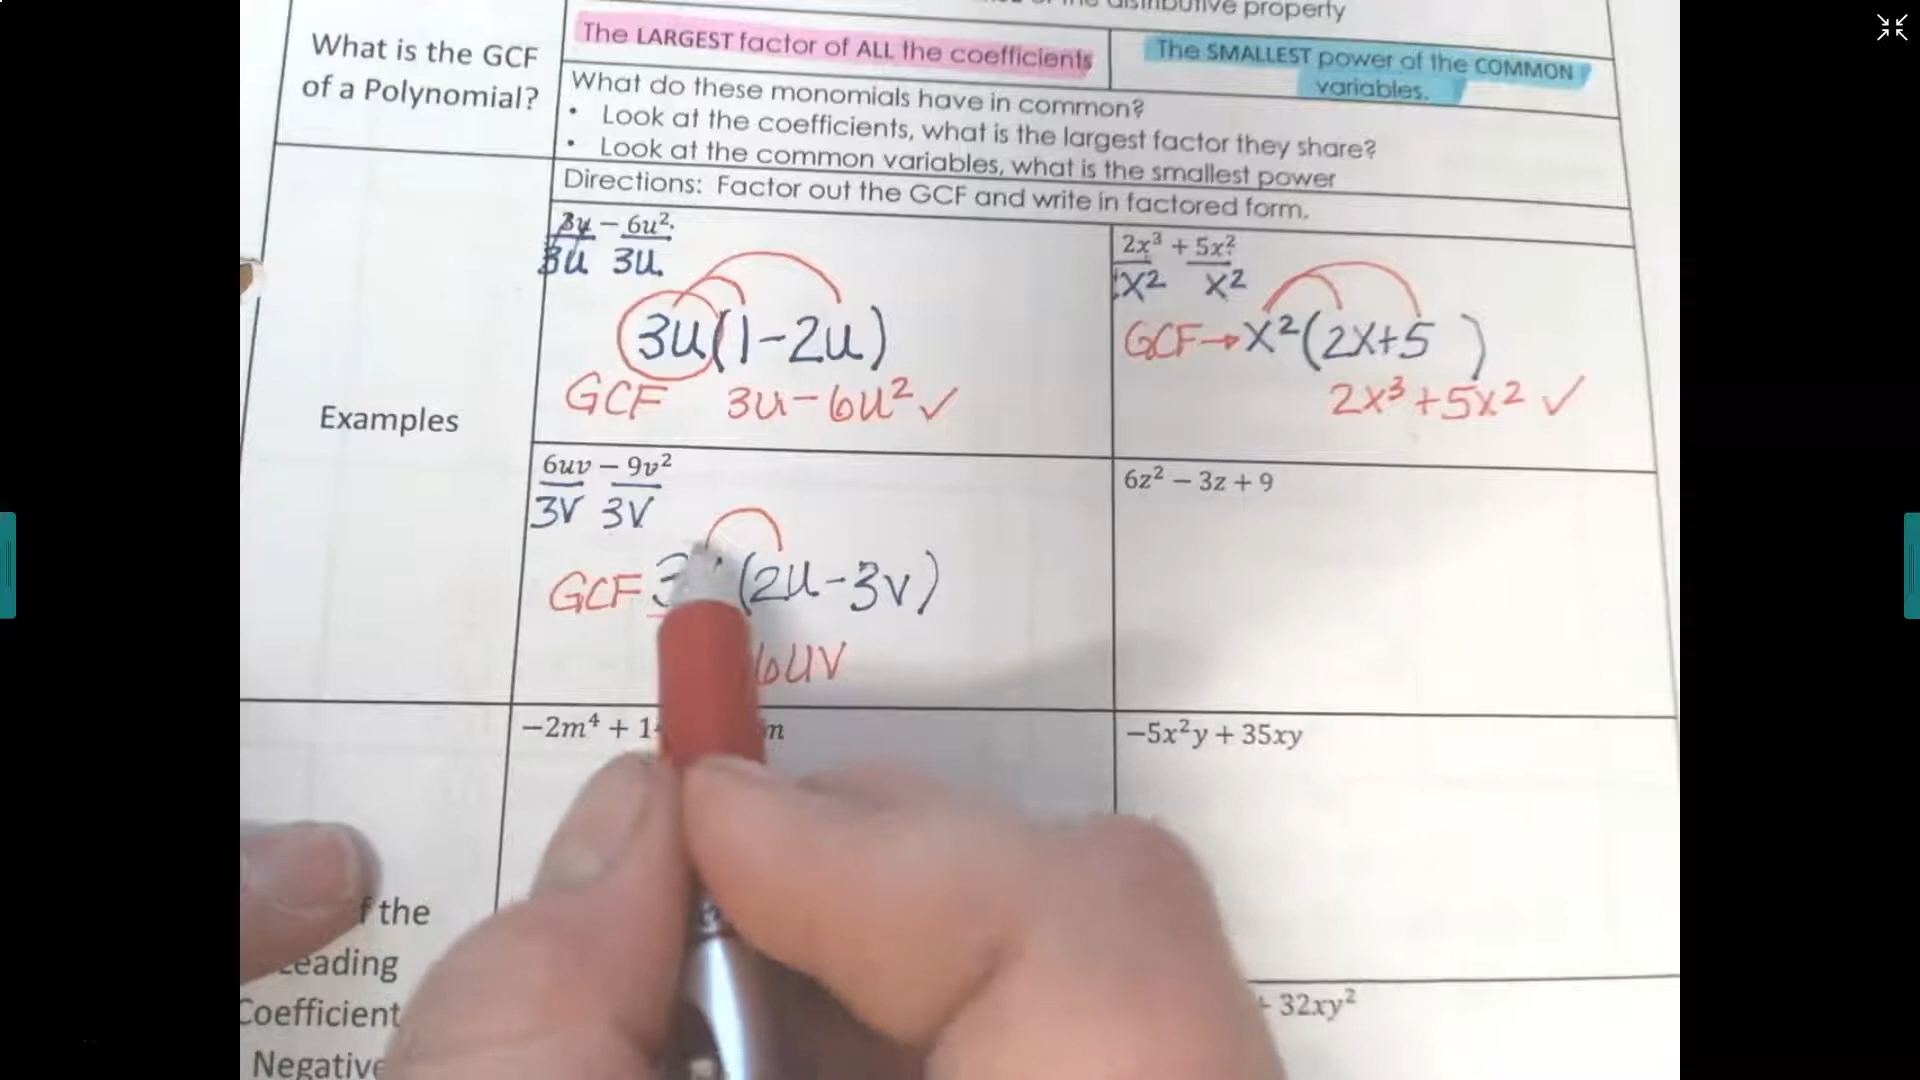 the distributive property
What is the GCF
of a Polynomial?
The LARGEST factor of ALL the coefficients
The SMALLEST power of the COMMON
variables.
What do these monomials have in common?
• Look at the coefficients, what is the largest factor they share?
• Look at the common variables, what is the smallest power
Directions: Factor out the GCF and write in factored form.
Examples
3u − 6u².
3u 3u
3u(1-2u)
GCF 3u-6u² ✓
2x³ + 5x²
x² x²
GCF→x²(2x+5 )
2x³+5x² ✓
6uv − 9v²
3v 3v
GCF 3 (2u-3v)
6uv
6z² − 3z + 9
−2m⁴ + 1 m
−5x²y + 35xy
the
Leading
Coefficient
Negative
32xy²